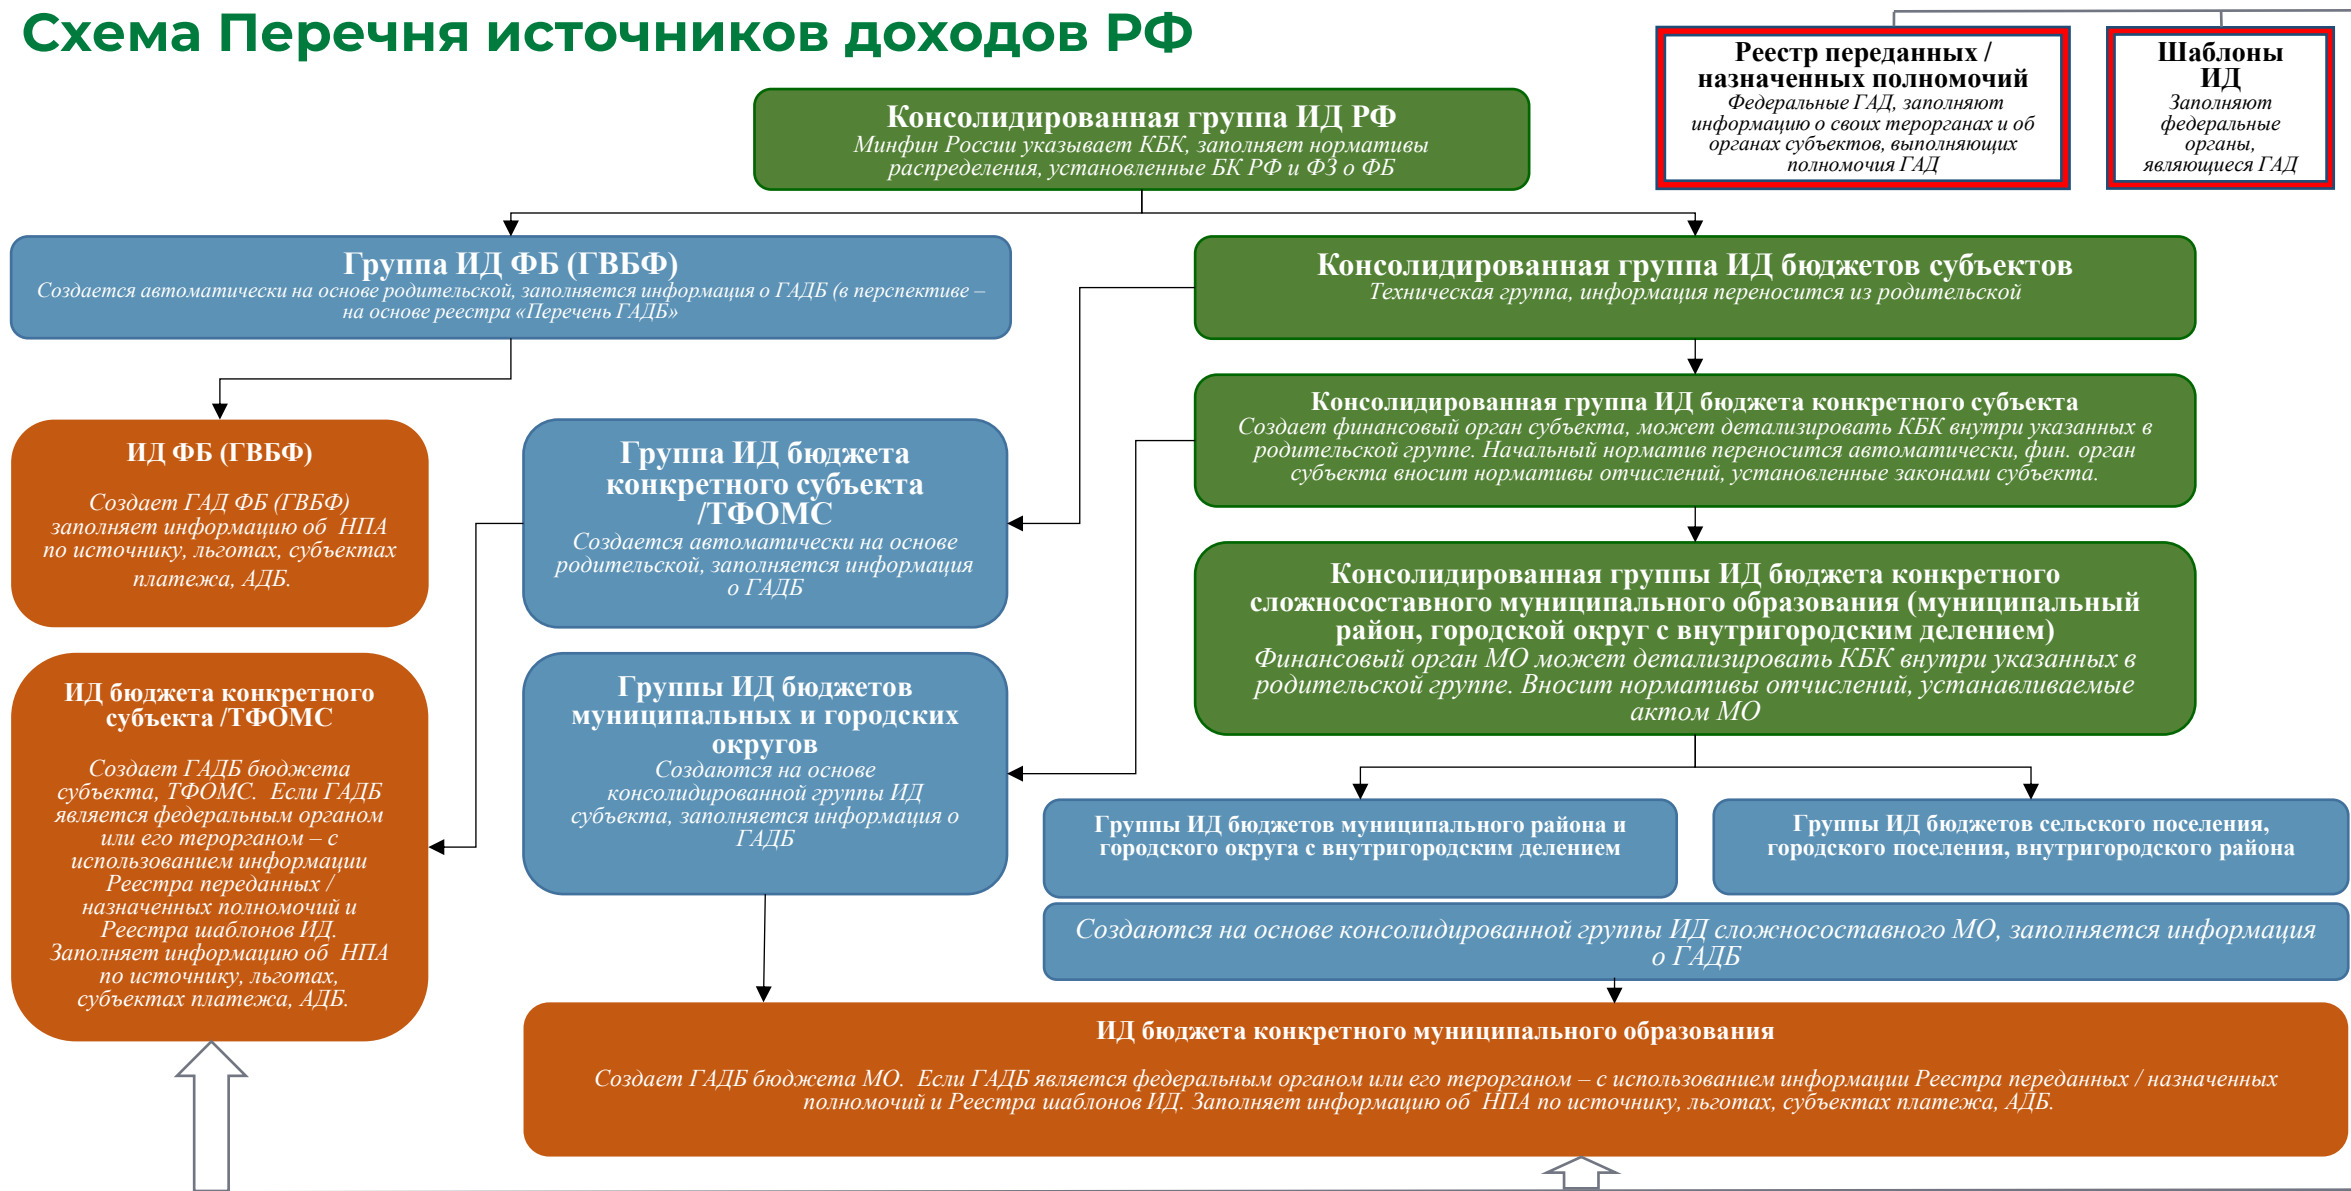 Схема Перечня источников доходов РФ
Реестр переданных /
назначенных полномочий
Федеральные ГАД, заполняют
информацию о своих терорганах и об
органах субъектов, выполняющих
полномочия ГАД
Шаблоны
ИД
Заполняют
федеральные
органы,
являющиеся ГАД
Консолидированная группа ИД РФ
Минфин России указывает КБК, заполняет нормативы
распределения, установленные БК РФ и ФЗ о ФБ
Группа ИД ФБ (ГВБФ)
Создается автоматически на основе родительской, заполняется информация о ГАДБ (в перспективе –
на основе реестра «Перечень ГАДБ»
Консолидированная группа ИД бюджетов субъектов
Техническая группа, информация переносится из родительской
Консолидированная группа ИД бюджета конкретного субъекта
Создает финансовый орган субъекта, может детализировать КБК внутри указанных в
родительской группе. Начальный норматив переносится автоматически, фин. орган
субъекта вносит нормативы отчислений, установленные законами субъекта.
ИД ФБ (ГВБФ)
Создает ГАД ФБ (ГВБФ)
заполняет информацию об НПА
по источнику, льготах, субъектах
платежа, АДБ.
Группа ИД бюджета
конкретного субъекта
/ТФОМС
Создается автоматически на основе
родительской, заполняется информация
о ГАДБ
Консолидированная группы ИД бюджета конкретного
сложносоставного муниципального образования (муниципальный
район, городской округ с внутригородским делением)
Финансовый орган МО может детализировать КБК внутри указанных в
родительской группе. Вносит нормативы отчислений, устанавливаемые
актом МО
ИД бюджета конкретного
субъекта /ТФОМС
Создает ГАДБ бюджета
субъекта, ТФОМС. Если ГАДБ
является федеральным органом
или его терорганом – с
использованием информации
Реестра переданных /
назначенных полномочий и
Реестра шаблонов ИД.
Заполняет информацию об НПА
по источнику, льготах,
субъектах платежа, АДБ.
Группы ИД бюджетов
муниципальных и городских
округов
Создаются на основе
консолидированной группы ИД
субъекта, заполняется информация о
ГАДБ
Группы ИД бюджетов муниципального района и
городского округа с внутригородским делением
Группы ИД бюджетов сельского поселения,
городского поселения, внутригородского района
Создаются на основе консолидированной группы ИД сложносоставного МО, заполняется информация
о ГАДБ
ИД бюджета конкретного муниципального образования
Создает ГАДБ бюджета МО. Если ГАДБ является федеральным органом или его терорганом – с использованием информации Реестра переданных / назначенных
полномочий и Реестра шаблонов ИД. Заполняет информацию об НПА по источнику, льготах, субъектах платежа, АДБ.